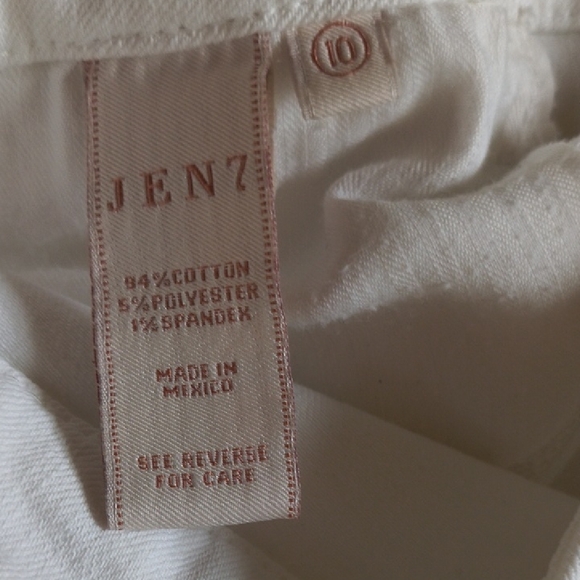 10
JEN7
94%COTTON
5%POLYESTER
1%SPANDEX
MADE IN
MEXICO
SEE REVERSE
FOR CARE